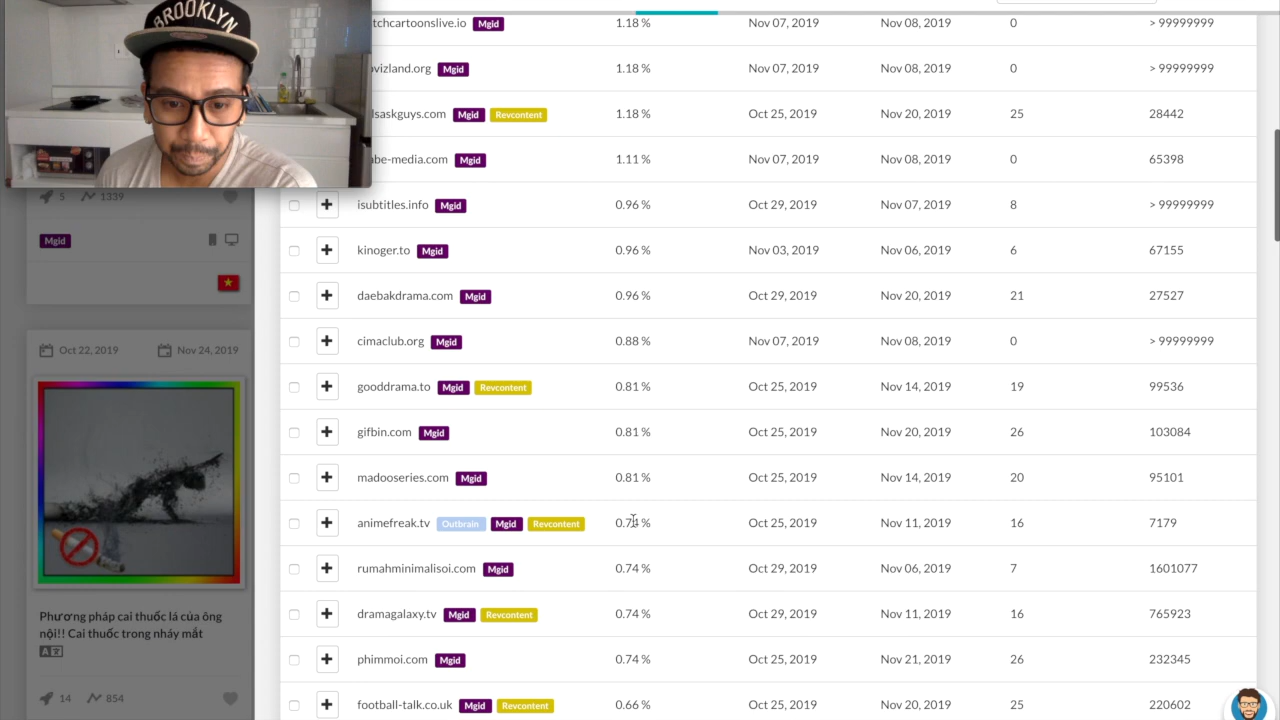 BROOKLYN
tchcartoonslive.io Mgid 1.18 % Nov 07, 2019 Nov 08, 2019 0 > 9999999
vizland.org Mgid 1.18 % Nov 07, 2019 Nov 08, 2019 0 > 9999999
lsaskguys.com Mgid Revcontent 1.18 % Oct 25, 2019 Nov 20, 2019 25 28442
be-media.com Mgid 1.11 % Nov 07, 2019 Nov 08, 2019 0
isubtitles.info Mgid 0.96 % Oct 29, 2019 Nov 07, 2019 8 > 9999999
kinoger.to Mgid 0.96 % Nov 03, 2019 Nov 06, 2019 6 67155
daebakdrama.com Mgid 0.96 % Oct 29, 2019 Nov 20, 2019 21 27227
cimaclub.org Mgid 0.88 % Nov 07, 2019 Nov 08, 2019 0 > 9999999
gooddrama.to Mgid Revcontent 0.81 % Oct 25, 2019 Nov 14, 2019 19 99536
gifbin.com Mgid 0.81 % Oct 25, 2019 Nov 20, 2019 26 103084
madooseries.com Mgid 0.81 % Oct 25, 2019 Nov 14, 2019 20 95101
animefreak.tv Outbrain Mgid Revcontent 0.74 % Oct 25, 2019 Nov 11, 2019 16 7177
rumahminimalisoi.com Mgid 0.74 % Oct 29, 2019 Nov 06, 2019 7 1601077
dramagalaxy.tv Mgid Revcontent 0.74 % Oct 29, 2019 Nov 11, 2019 16 72657
phimmoi.com Mgid 0.74 % Oct 25, 2019 Nov 21, 2019 26 232345
football-talk.co.uk Mgid Revcontent 0.66 % Oct 25, 2019 Nov 20, 2019 25 220602
5 1339
Mgid
Oct 22, 2019 Nov 24, 2019
Phương pháp cai thuốc lá của ông
nội!! Cai thuốc trong nháy mắt
14 854